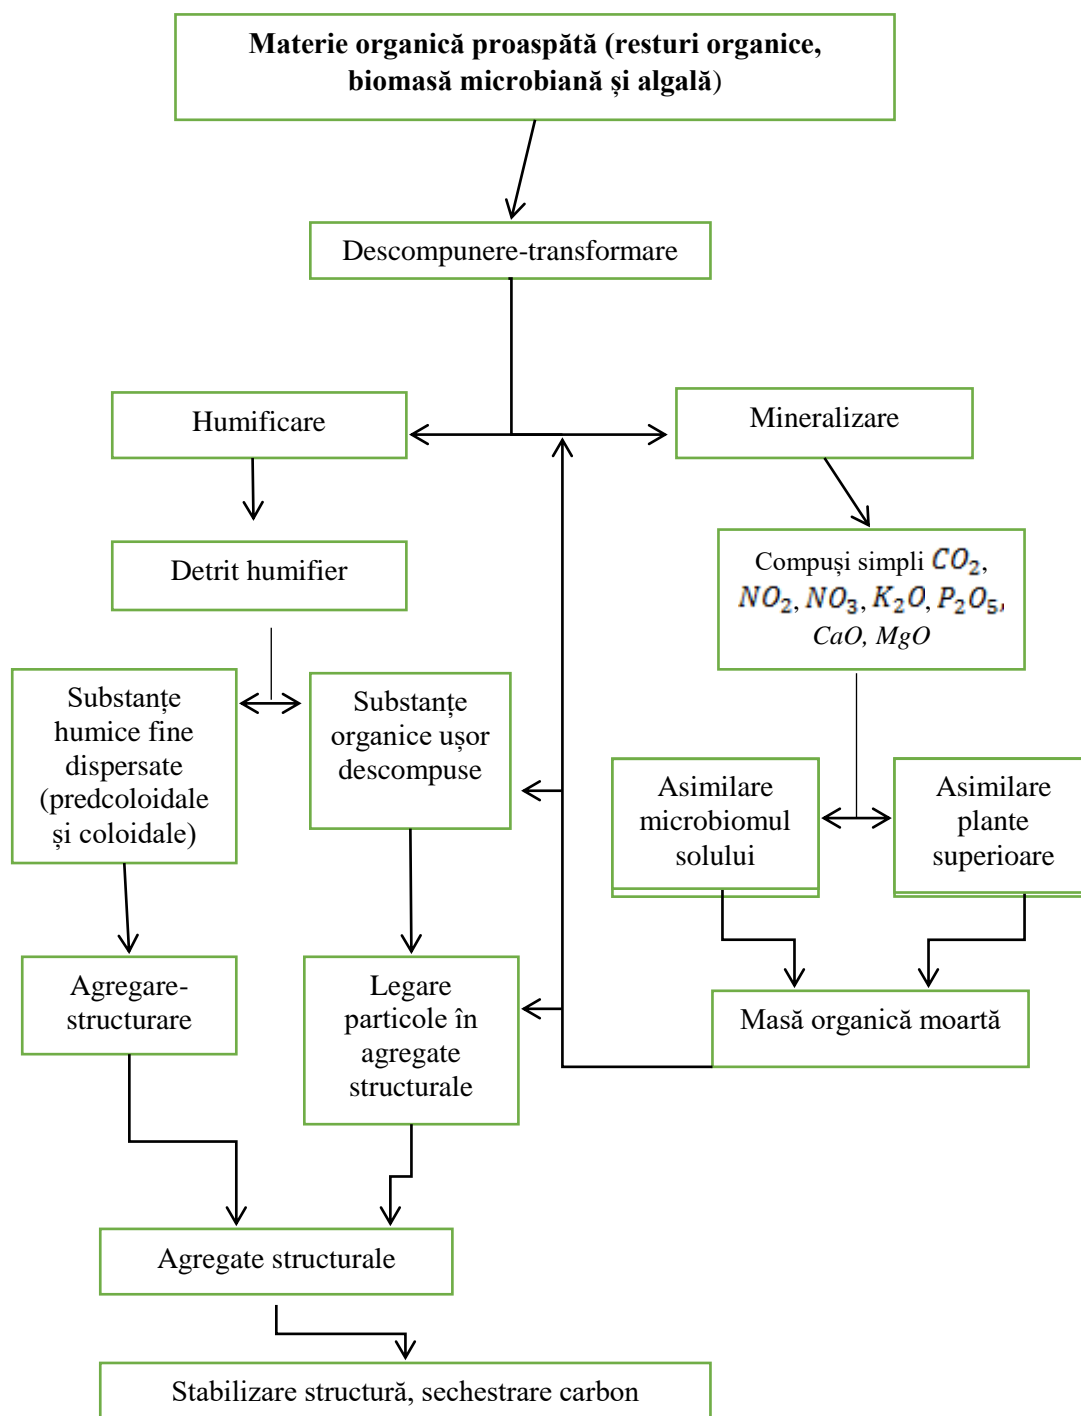 Materie organică proaspătă (resturi organice,
biomasă microbiană și algală)
Descompunere-transformare
Humificare
Mineralizare
Detrit humifier
Compuși simpli CO₂,
NO₂, NO₃, K₂O, P₂O₅,
CaO, MgO
Substanțe
humice fine
dispersate
(predcoloidale
și coloidale)
Substanțe
organice ușor
descompuse
Asimilare
microbiomul
solului
Asimilare
plante
superioare
Agregare-
structurare
Legare
particole în
agregate
structurale
Masă organică moartă
Agregate structurale
Stabilizare structură, sechestrare carbon